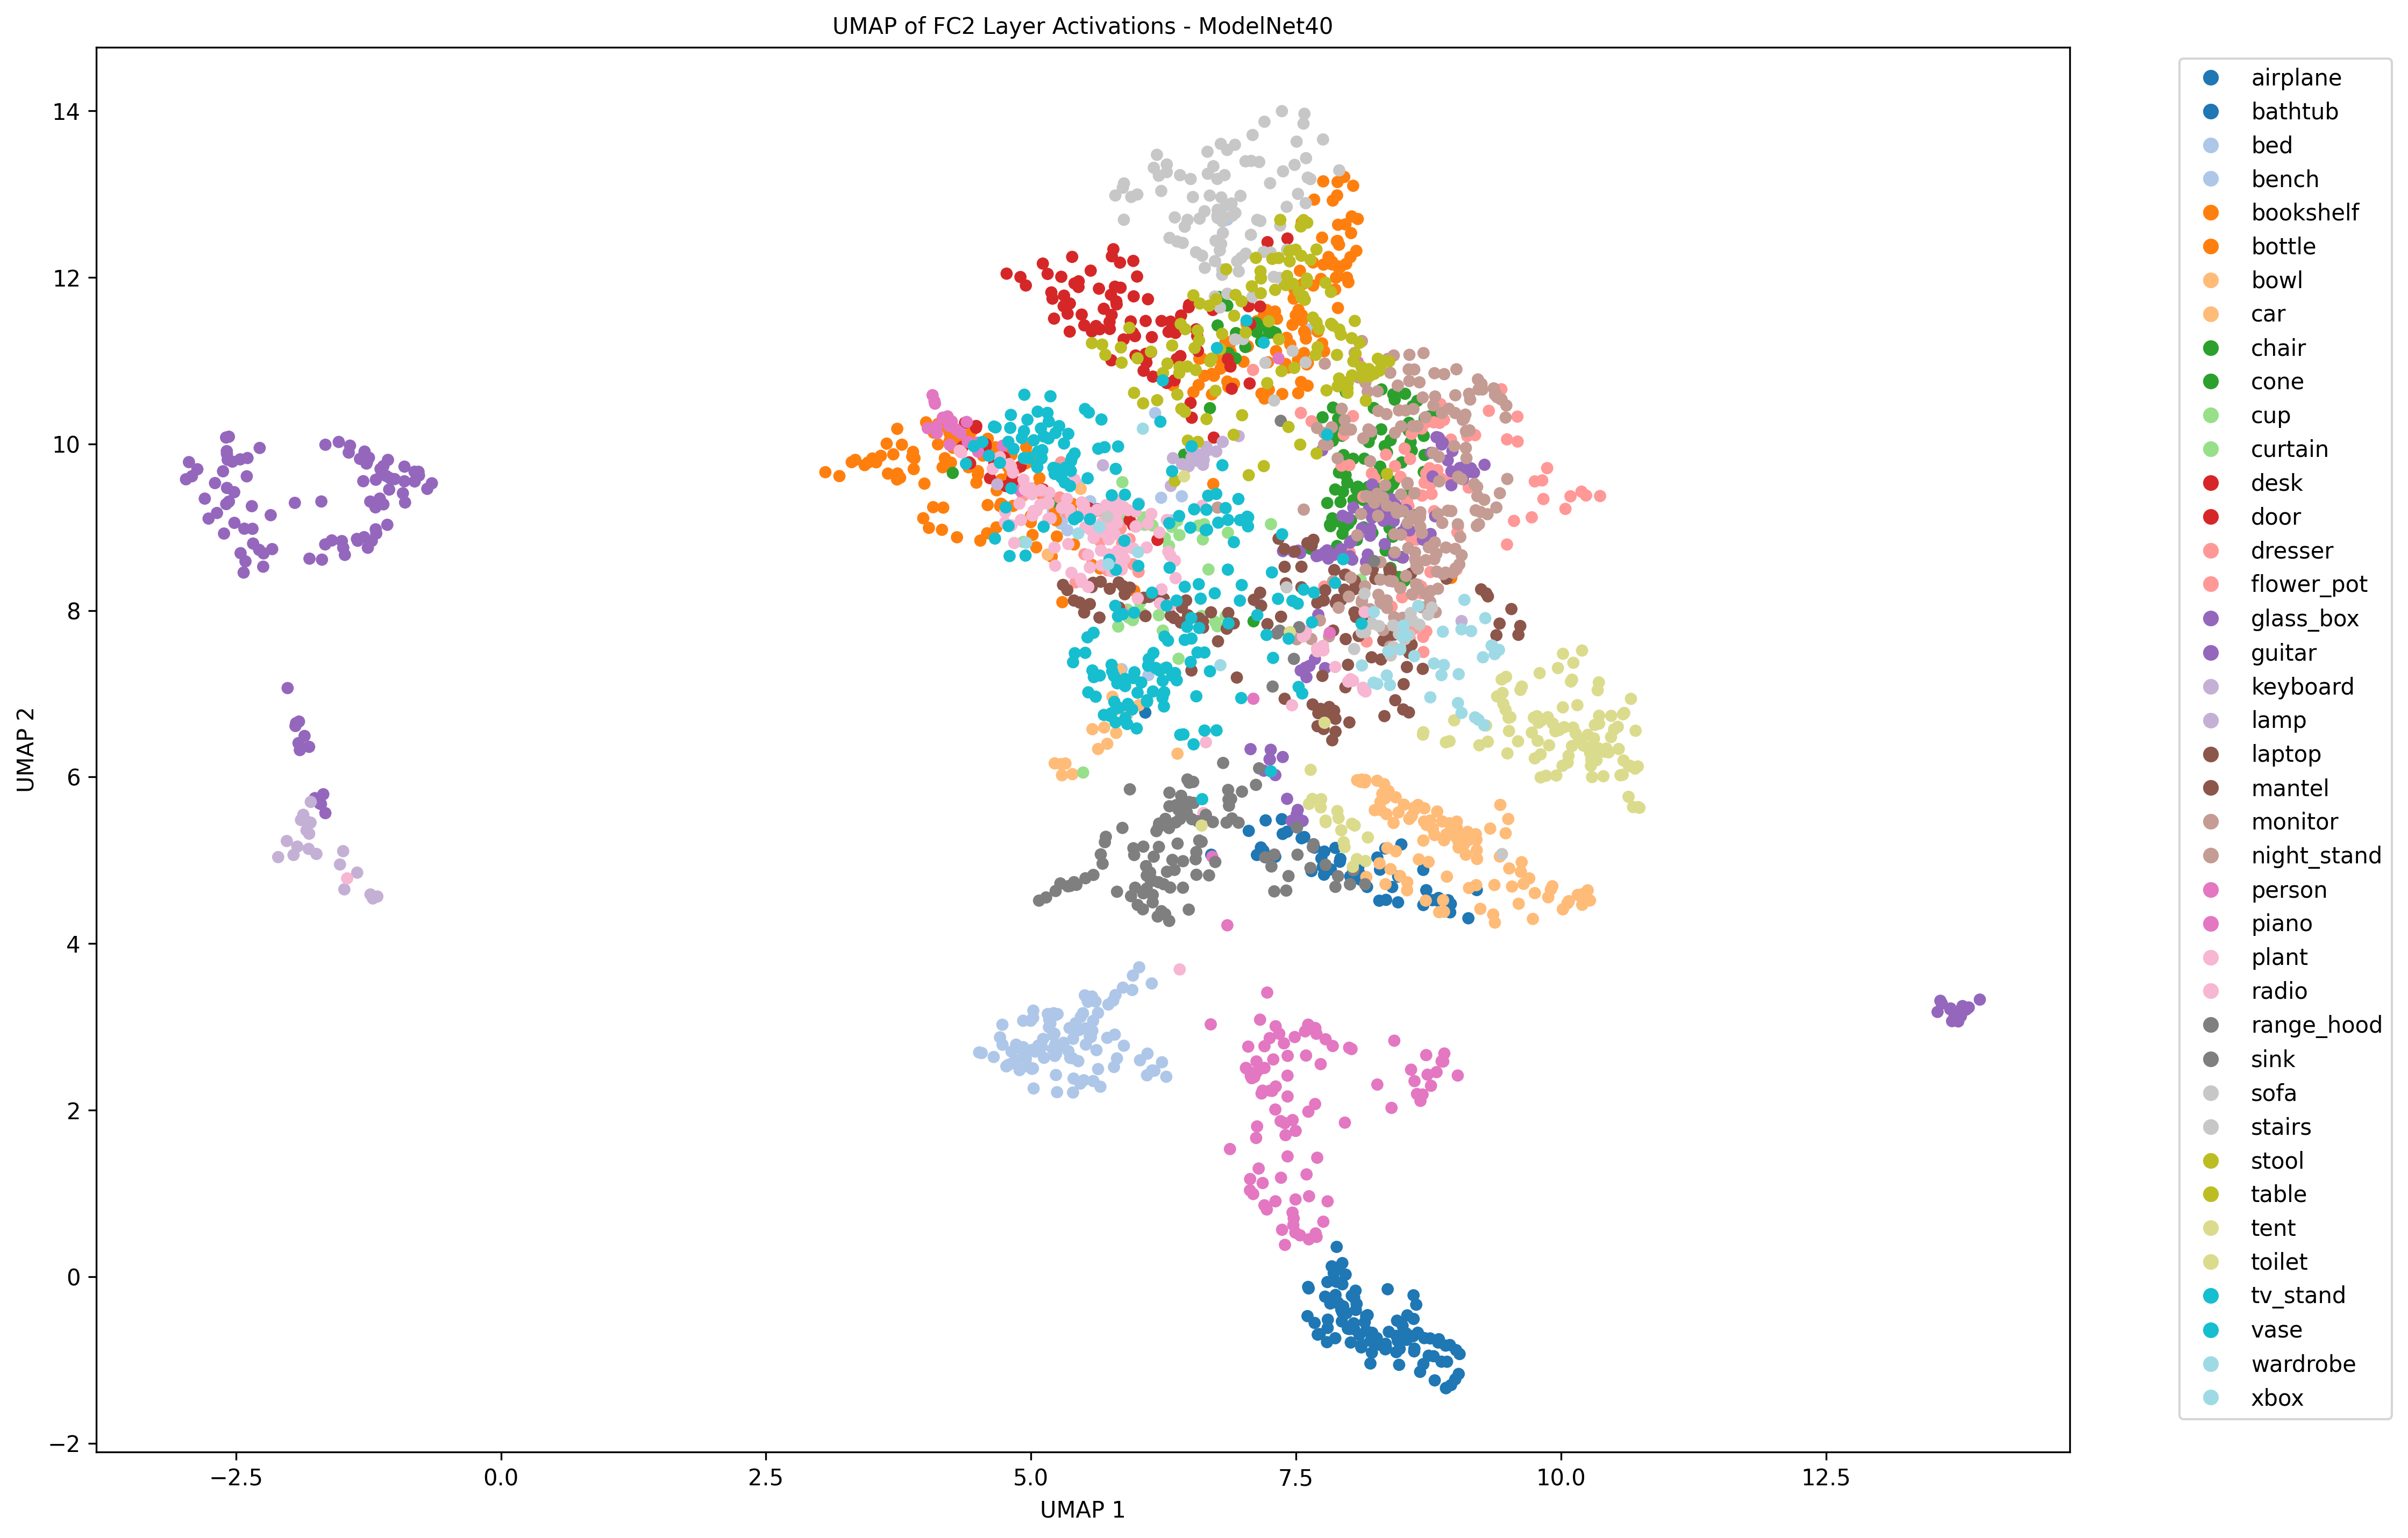 UMAP of FC2 Layer Activations - ModelNet40
14
12
10
8
6
4
2
0
−2
UMAP 2
−2.5
0.0
2.5
5.0
7.5
10.0
12.5
UMAP 1
airplane
bathtub
bed
bench
bookshelf
bottle
bowl
car
chair
cone
cup
curtain
desk
door
dresser
flower_pot
glass_box
guitar
keyboard
lamp
laptop
mantel
monitor
night_stand
person
piano
plant
radio
range_hood
sink
sofa
stairs
stool
table
tent
toilet
tv_stand
vase
wardrobe
xbox